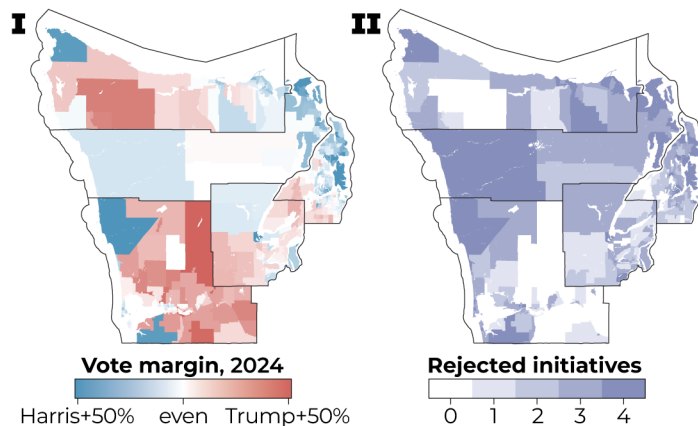 I
II
Vote margin, 2024
Harris+50% even Trump+50%
Rejected initiatives
0 1 2 3 4